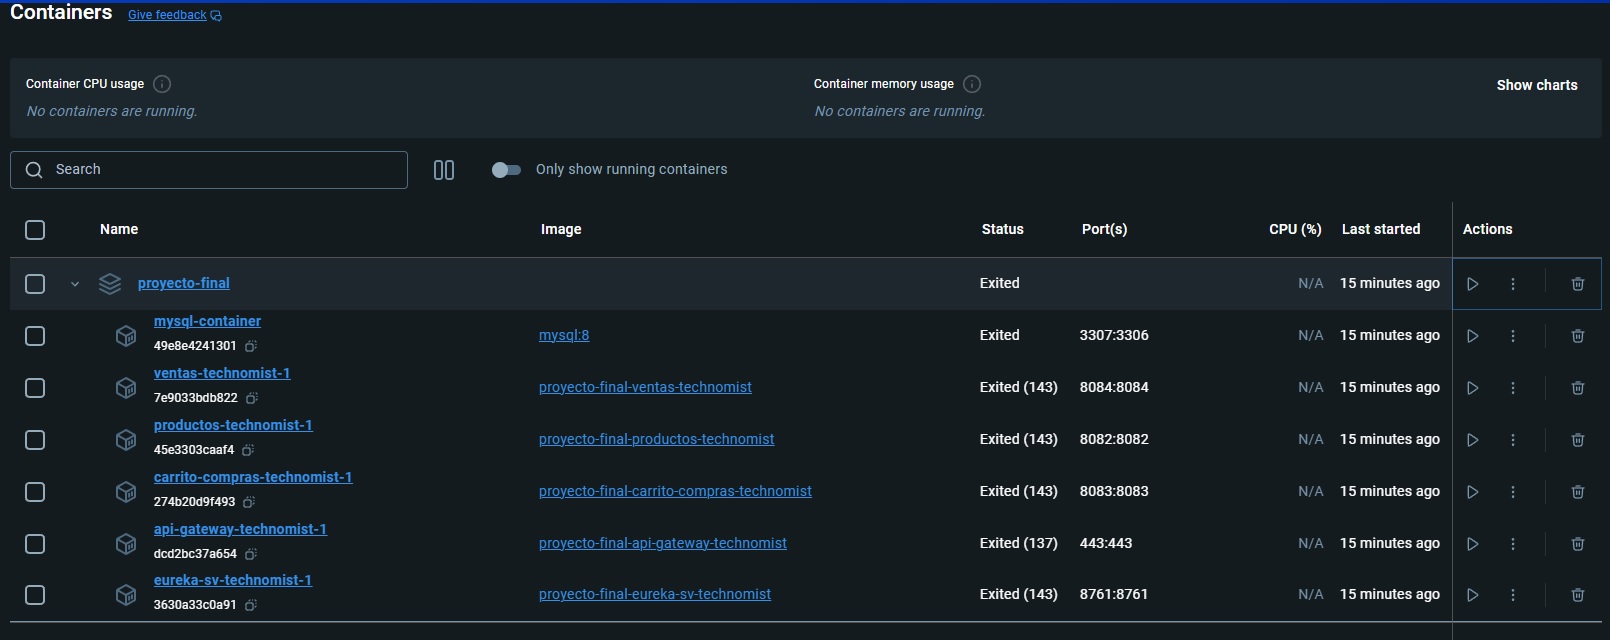 Containers Give feedback
Container CPU usage Container memory usage Show charts
No containers are running. No containers are running.
Search Only show running containers
Name Image Status Port(s) CPU (%) Last started Actions
proyecto-final Exited N/A 15 minutes ago
mysql-container
49e8e4241301 mysql:8 Exited 3307:3306 N/A 15 minutes ago
ventas-technomist-1
7e9033bdb822 proyecto-final-ventas-technomist Exited (143) 8084:8084 N/A 15 minutes ago
productos-technomist-1
45e3303caaf4 proyecto-final-productos-technomist Exited (143) 8082:8082 N/A 15 minutes ago
carrito-compras-technomist-1
274b20d9f493 proyecto-final-carrito-compras-technomist Exited (143) 8083:8083 N/A 15 minutes ago
api-gateway-technomist-1
dcd2bc37a654 proyecto-final-api-gateway-technomist Exited (137) 443:443 N/A 15 minutes ago
eureka-sv-technomist-1
3630a33c0a91 proyecto-final-eureka-sv-technomist Exited (143) 8761:8761 N/A 15 minutes ago